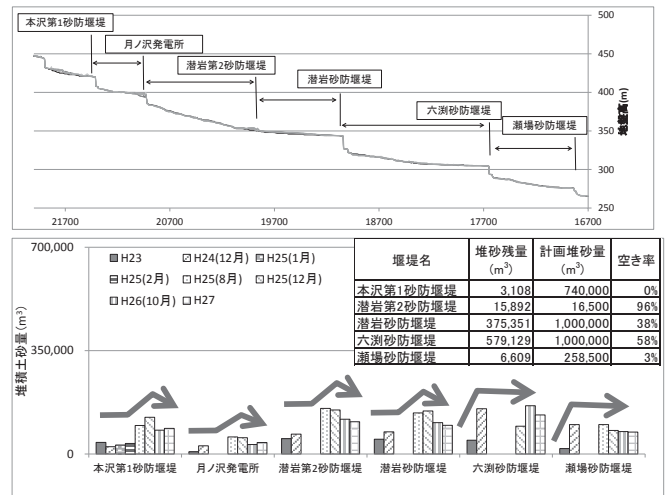 500
本沢第1砂防堰堤
月ノ沢発電所
潜岩第2砂防堰堤
潜岩砂防堰堤
六渕砂防堰堤
瀬場砂防堰堤
450
400
350
300
250
地盤高(m)
21700 20700 19700 18700 17700 16700
700,000
350,000
0
堆積土砂量(m³)
H23 H24(12月) H25(1月)
H25(2月) H25(8月) H25(12月)
H26(10月) H27
堰堤名 堆砂残量(m³) 計画堆砂量(m³) 空き率
本沢第1砂防堰堤 3,108 740,000 0%
潜岩第2砂防堰堤 15,892 16,500 96%
潜岩砂防堰堤 375,351 1,000,000 38%
六渕砂防堰堤 579,129 1,000,000 58%
瀬場砂防堰堤 6,609 258,500 3%
本沢第1砂防堰堤 月ノ沢発電所 潜岩第2砂防堰堤 潜岩砂防堰堤 六渕砂防堰堤 瀬場砂防堰堤